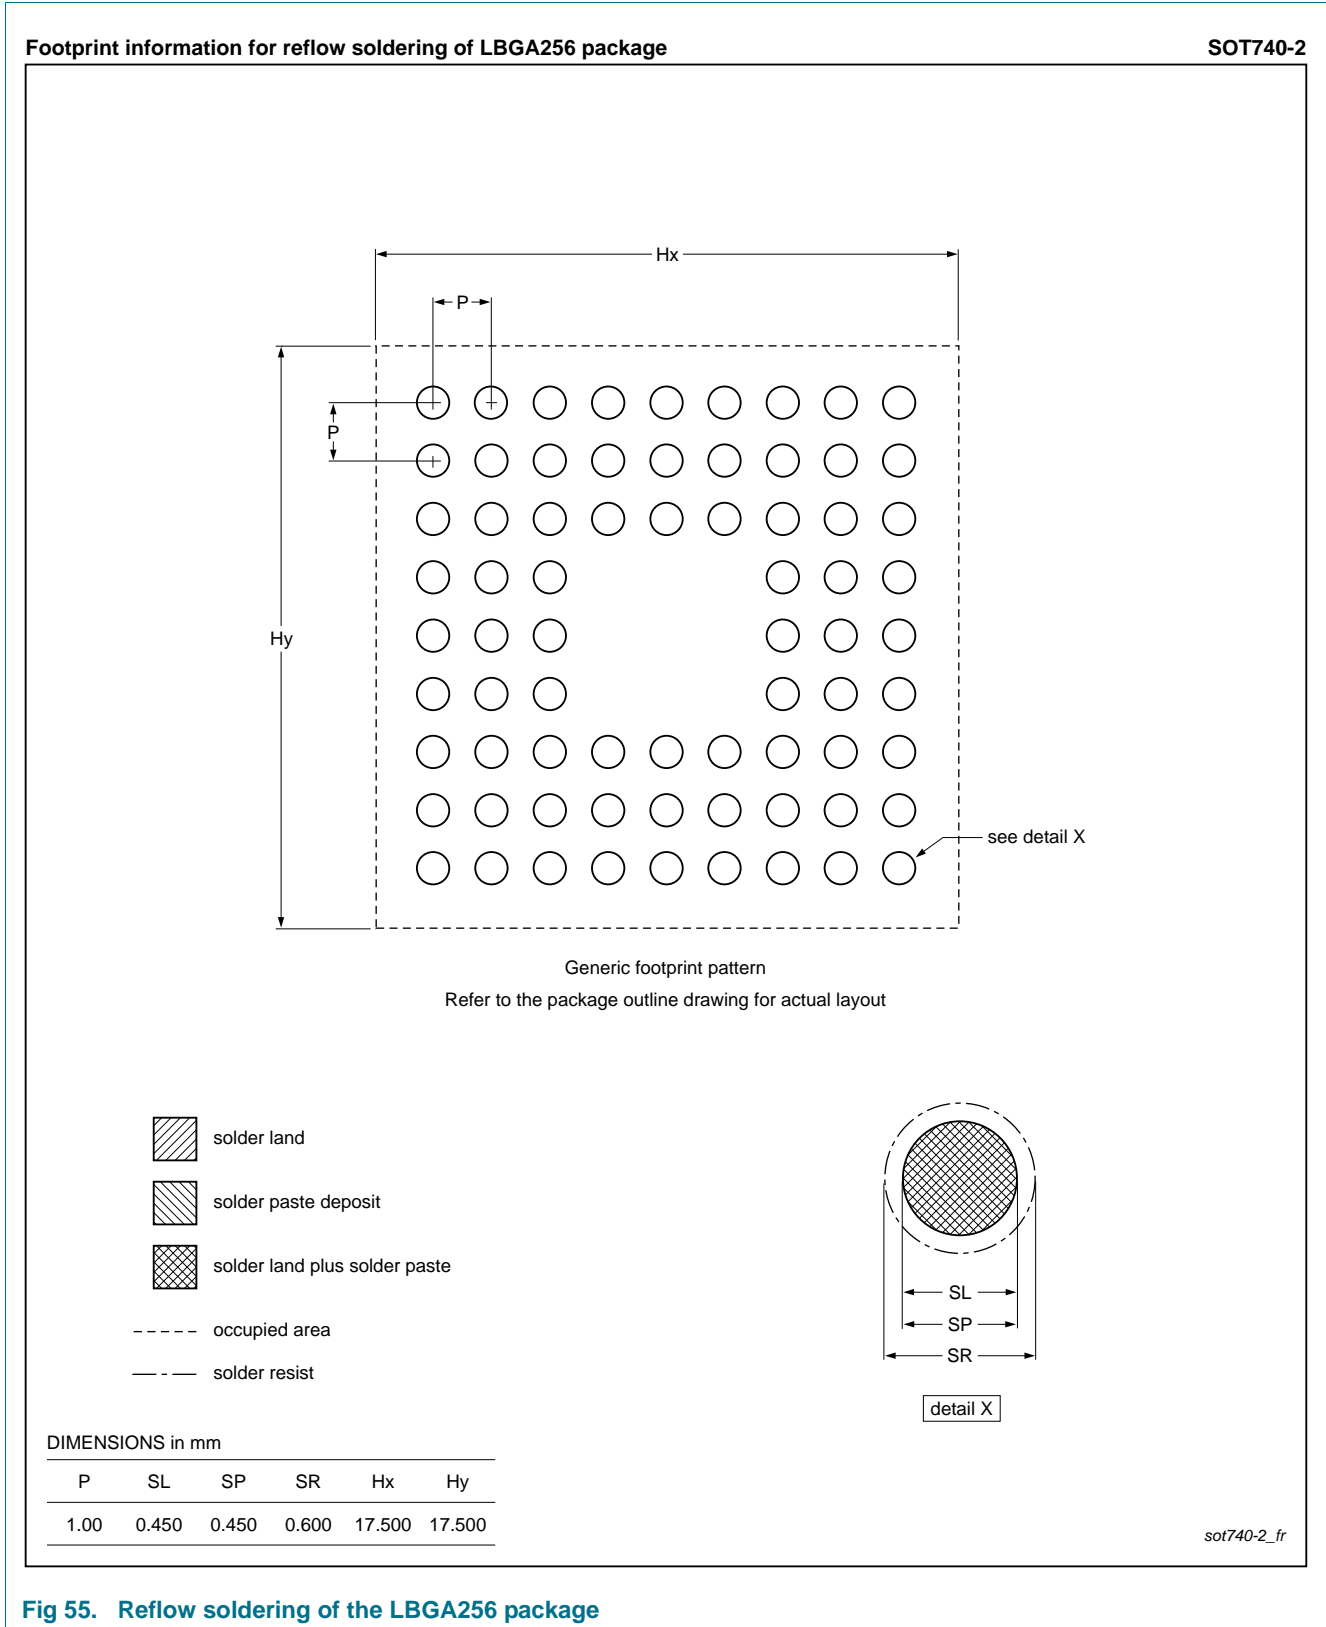 Footprint information for reflow soldering of LBGA256 package SOT740-2
Hx
P
P
Hy
see detail X
Generic footprint pattern
Refer to the package outline drawing for actual layout
solder land
solder paste deposit
solder land plus solder paste
occupied area
solder resist
SL
SP
SR
detail X
DIMENSIONS in mm
P SL SP SR Hx Hy
1.00 0.450 0.450 0.600 17.500 17.500
sot740-2_fr
Fig 55. Reflow soldering of the LBGA256 package